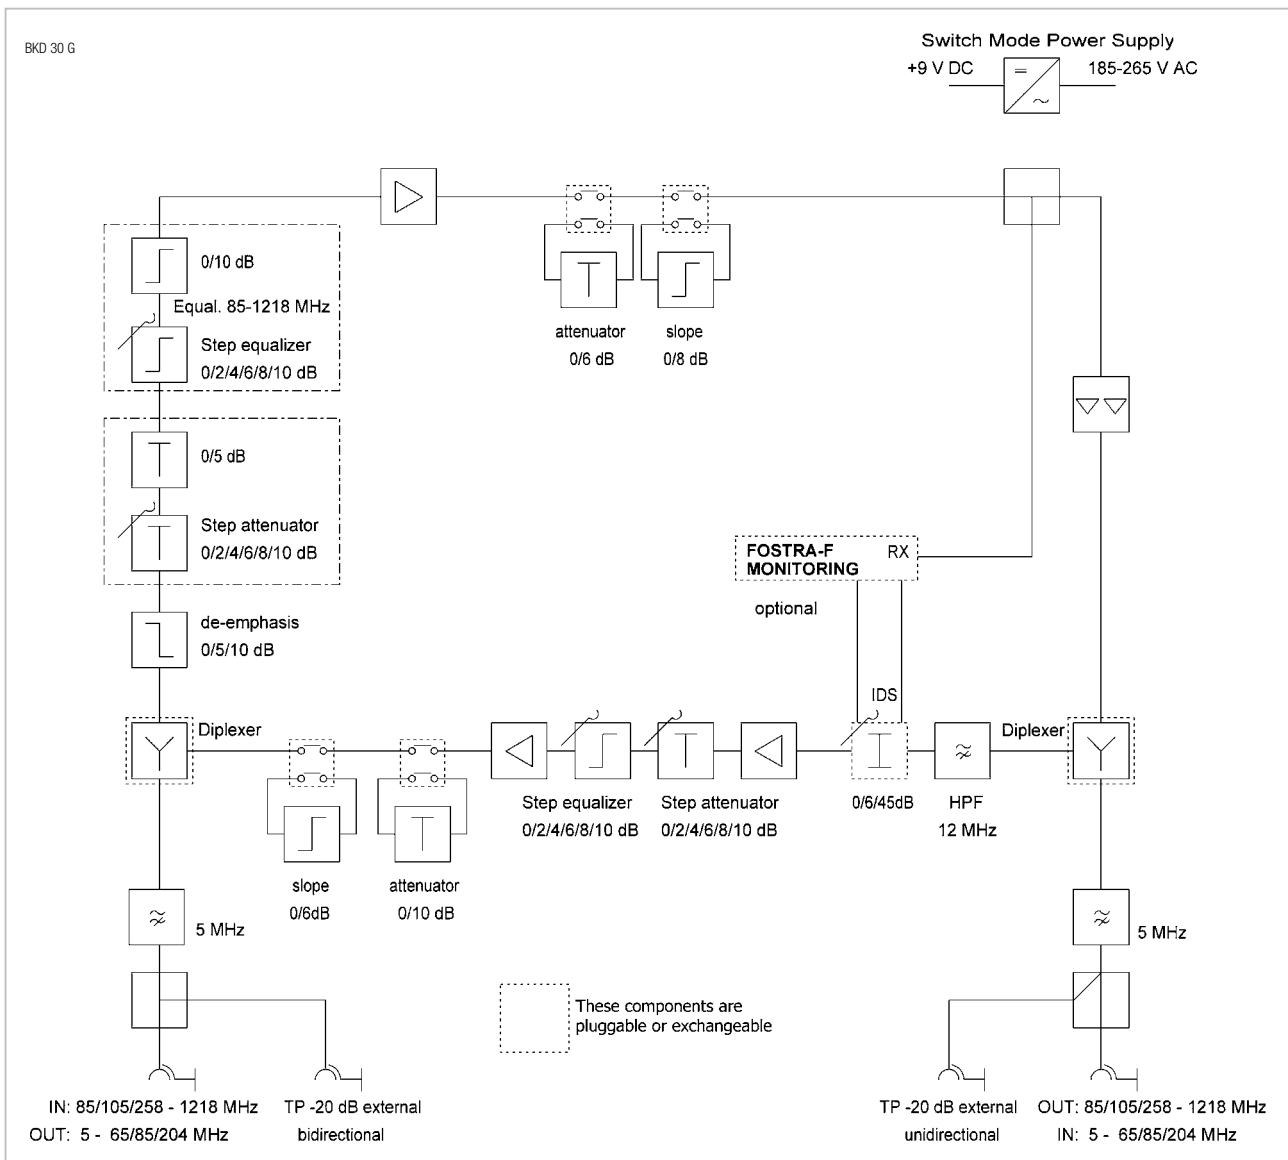 BKD 30 G
Switch Mode Power Supply
+9 V DC
185-265 V AC
=
~
0/10 dB
Equal. 85-1218 MHz
Step equalizer
0/2/4/6/8/10 dB
attenuator
0/6 dB
slope
0/8 dB
0/5 dB
Step attenuator
0/2/4/6/8/10 dB
FOSTRA-F
MONITORING
RX
optional
de-emphasis
0/5/10 dB
IDS
Diplexer
Diplexer
Step equalizer
0/2/4/6/8/10 dB
Step attenuator
0/2/4/6/8/10 dB
0/6/45dB
HPF
12 MHz
slope
0/6dB
attenuator
0/10 dB
5 MHz
5 MHz
These components are
pluggable or exchangeable
IN: 85/105/258 - 1218 MHz
OUT: 5 - 65/85/204 MHz
TP -20 dB external
bidirectional
TP -20 dB external
unidirectional
OUT: 85/105/258 - 1218 MHz
IN: 5 - 65/85/204 MHz